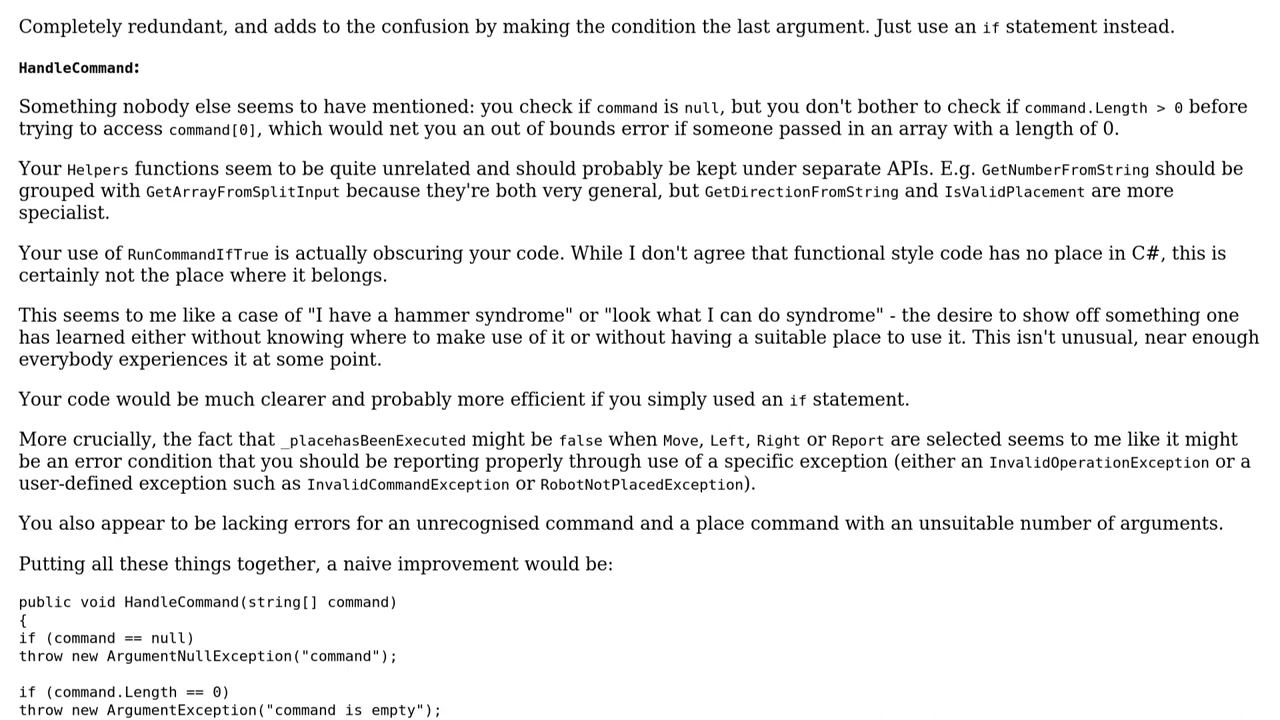 Completely redundant, and adds to the confusion by making the condition the last argument. Just use an if statement instead.
HandleCommand:
Something nobody else seems to have mentioned: you check if command is null, but you don't bother to check if command.Length > 0 before
trying to access command[0], which would net you an out of bounds error if someone passed in an array with a length of 0.
Your Helpers functions seem to be quite unrelated and should probably be kept under separate APIs. E.g. GetNumberFromString should be
grouped with GetArrayFromSplitInput because they're both very general, but GetDirectionFromString and IsValidPlacement are more
specialist.
Your use of RunCommandIfTrue is actually obscuring your code. While I don't agree that functional style code has no place in C#, this is
certainly not the place where it belongs.
This seems to me like a case of "I have a hammer syndrome" or "look what I can do syndrome" - the desire to show off something one
has learned either without knowing where to make use of it or without having a suitable place to use it. This isn't unusual, near enough
everybody experiences it at some point.
Your code would be much clearer and probably more efficient if you simply used an if statement.
More crucially, the fact that _placehasBeenExecuted might be false when Move, Left, Right or Report are selected seems to me like it might
be an error condition that you should be reporting properly through use of a specific exception (either an InvalidOperationException or a
user-defined exception such as InvalidCommandException or RobotNotPlacedException).
You also appear to be lacking errors for an unrecognised command and a place command with an unsuitable number of arguments.
Putting all these things together, a naive improvement would be:
public void HandleCommand(string[] command)
{
if (command == null)
throw new ArgumentNullException("command");
if (command.Length == 0)
throw new ArgumentException("command is empty");